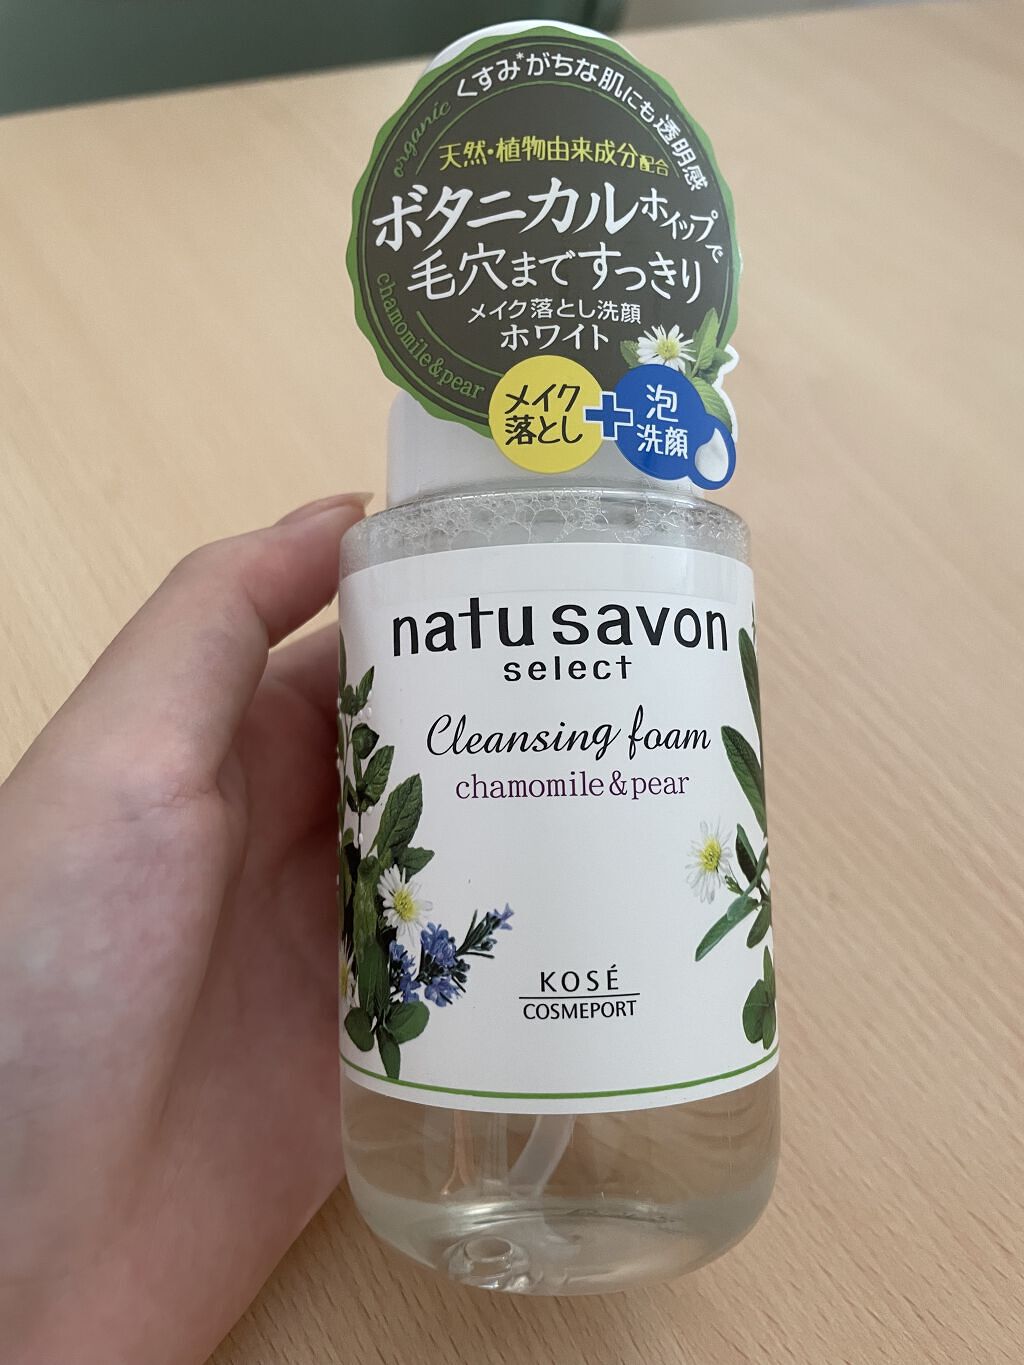 くすみ*がちな肌にも透明感
organic
天然・植物由来成分配合
ボタニカルホイップで
毛穴まですっきり
メイク落とし洗顔
ホワイト
chamomile&pear
メイク
落とし
+
泡
洗顔
natu savon
select
Cleansing foam
chamomile&pear
KOSÉ
COSMEPORT